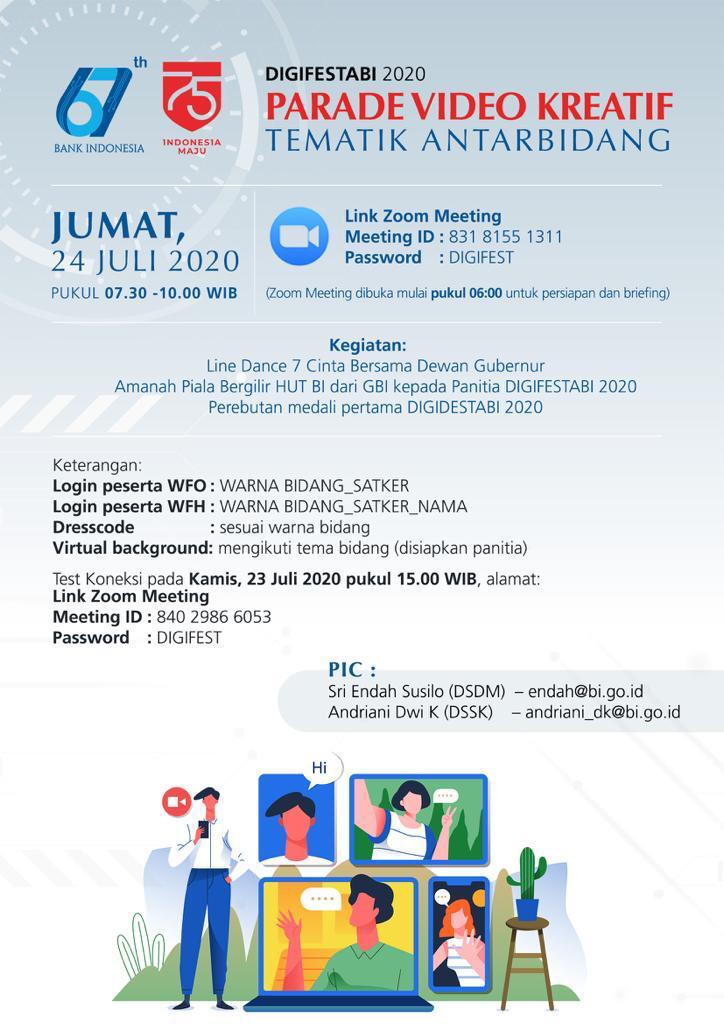 67th
BANK INDONESIA
75
INDONESIA
MAJU
DIGIFESTABI 2020
PARADE VIDEO KREATIF
TEMATIK ANTARBIDANG
JUMAT,
24 JULI 2020
PUKUL 07.30 -10.00 WIB
Link Zoom Meeting
Meeting ID : 831 8155 1311
Password : DIGIFEST
(Zoom Meeting dibuka mulai pukul 06:00 untuk persiapan dan briefing)
Kegiatan:
Line Dance 7 Cinta Bersama Dewan Gubernur
Amanah Piala Bergilir HUT BI dari GBI kepada Panitia DIGIFESTABI 2020
Perebutan medali pertama DIGIDESTABI 2020
Keterangan:
Login peserta WFO : WARNA BIDANG_SATKER
Login peserta WFH : WARNA BIDANG_SATKER_NAMA
Dresscode : sesuai warna bidang
Virtual background: mengikuti tema bidang (disiapkan panitia)
Test Koneksi pada Kamis, 23 Juli 2020 pukul 15.00 WIB, alamat:
Link Zoom Meeting
Meeting ID : 840 2986 6053
Password : DIGIFEST
PIC :
Sri Endah Susilo (DSDM) – endah@bi.go.id
Andriani Dwi K (DSSK) – andriani_dk@bi.go.id
Hi